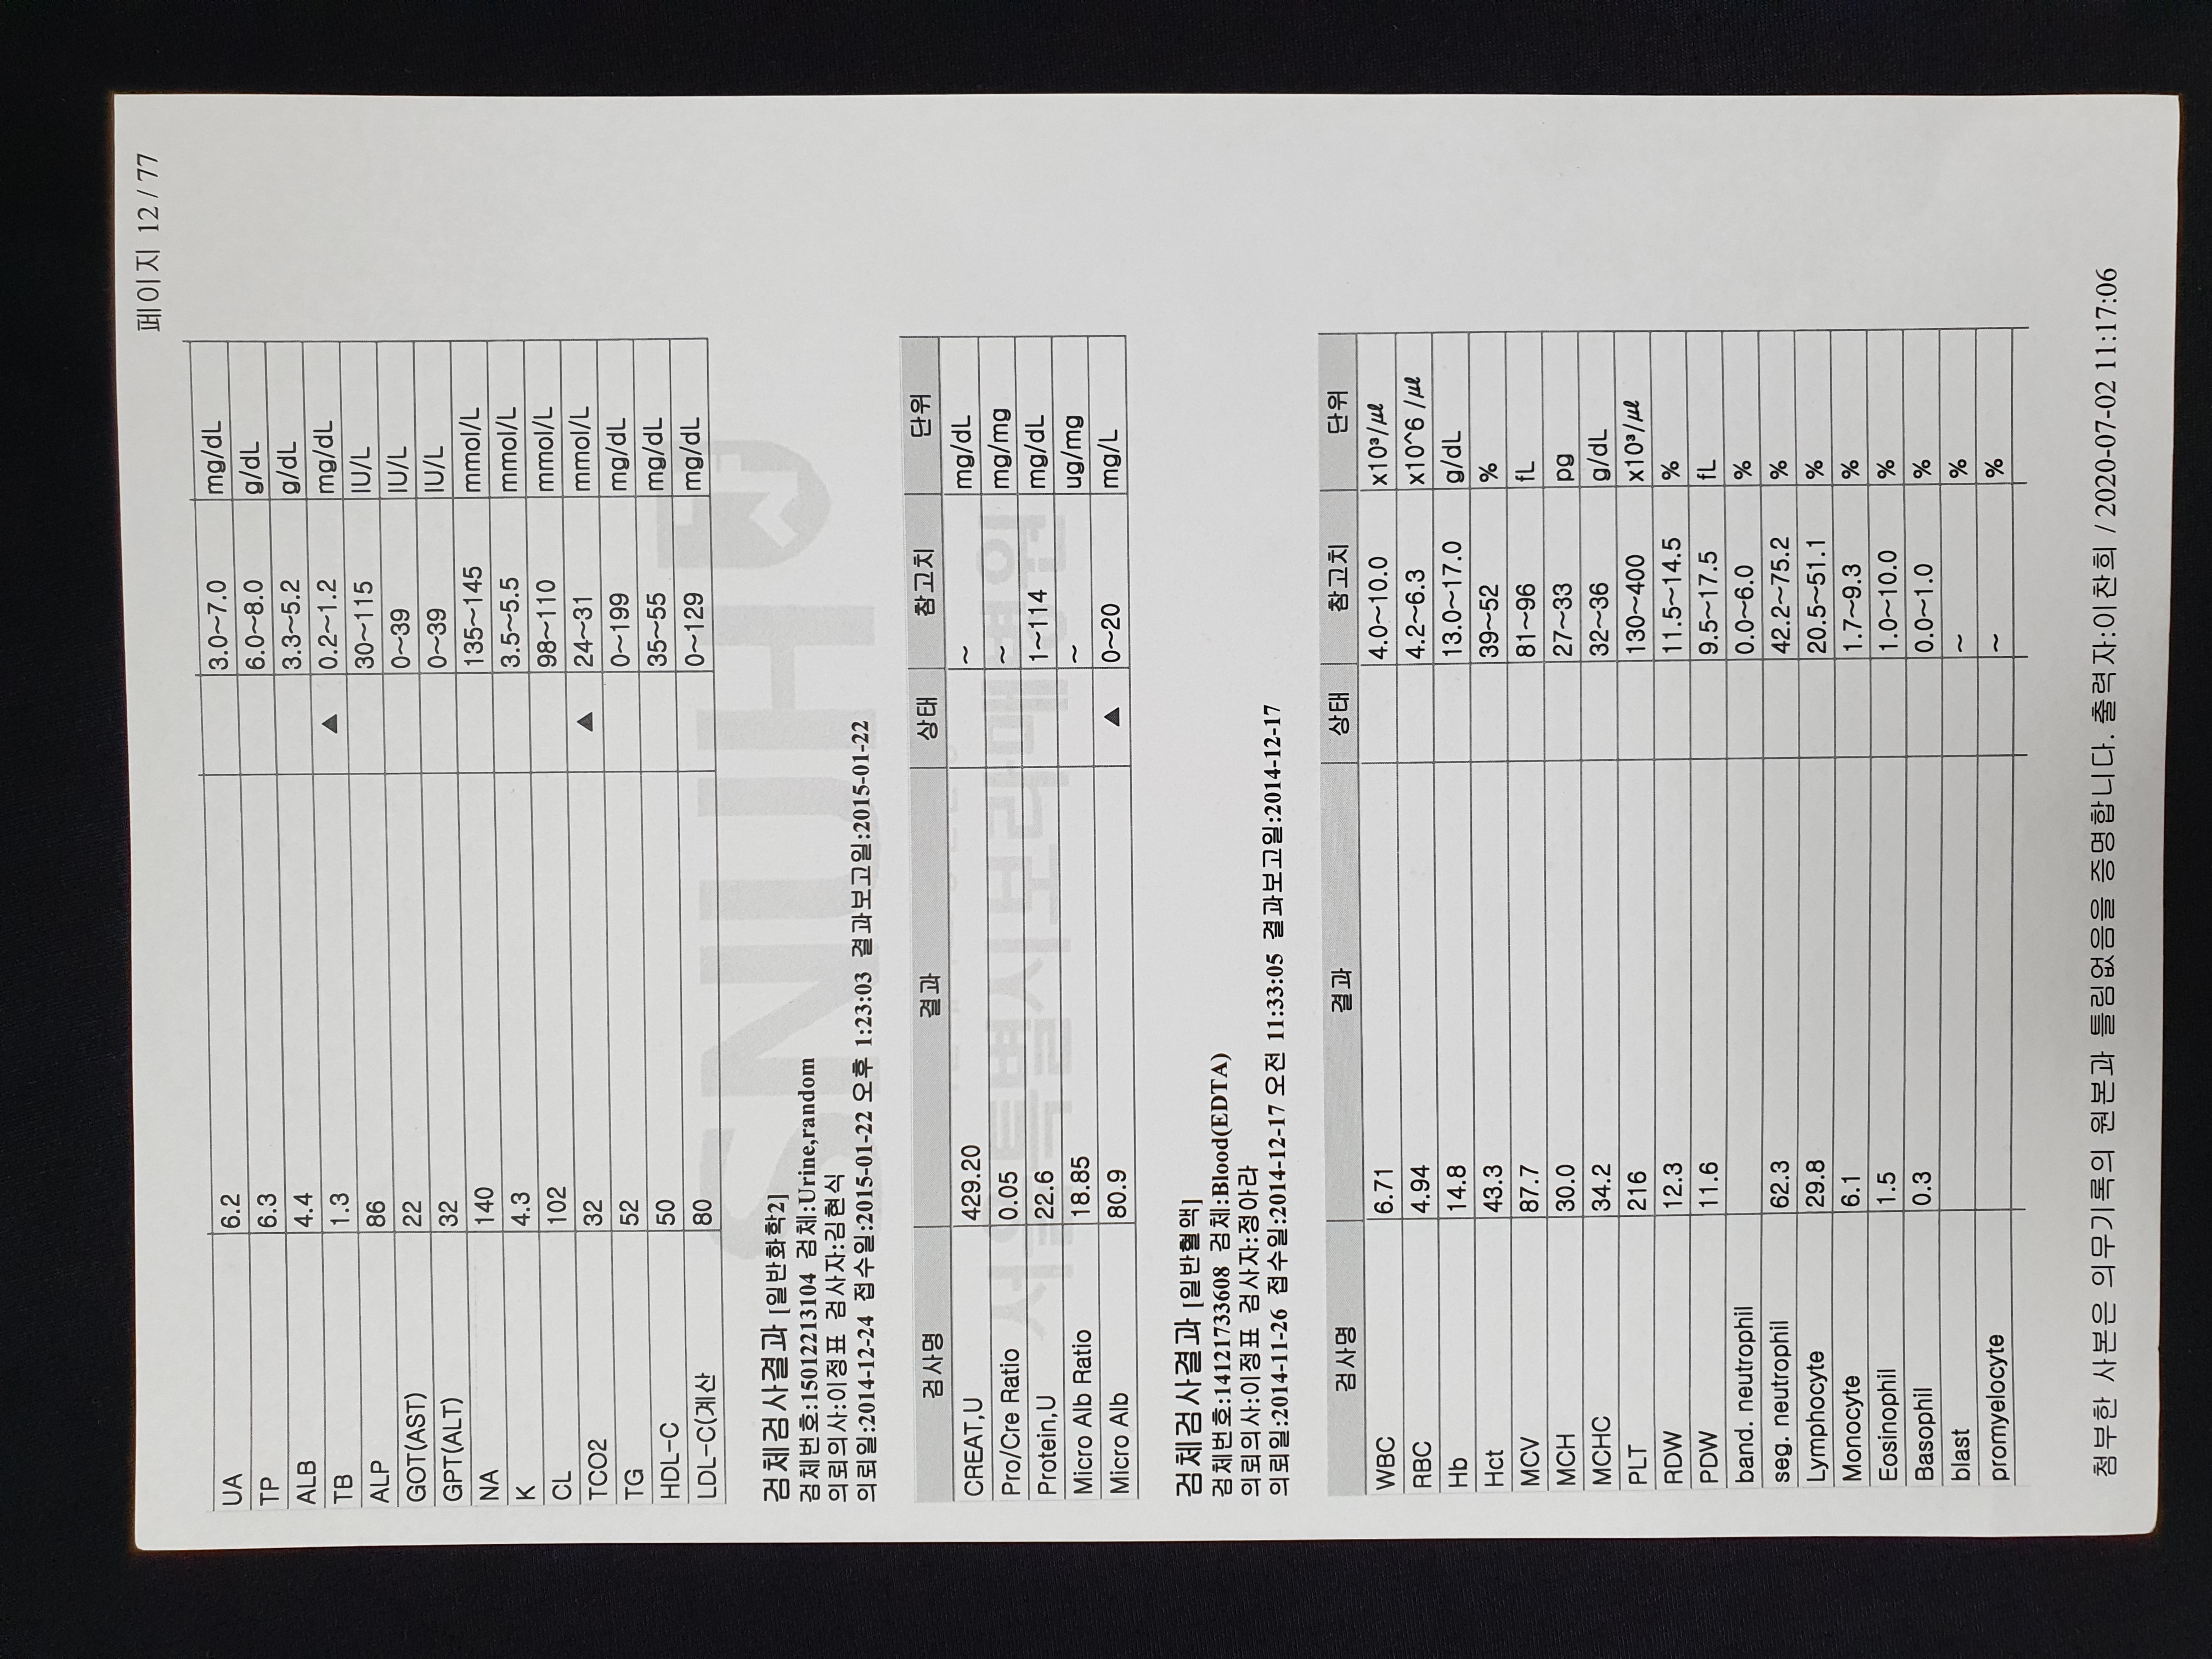 페이지 12 / 77
UA 6.2 3.0~7.0 mg/dL
TP 6.3 6.0~8.0 g/dL
ALB 4.4 3.3~5.2 g/dL
TB 1.3 ▲ 0.2~1.2 mg/dL
ALP 86 30~115 IU/L
GOT(AST) 22 0~39 IU/L
GPT(ALT) 32 0~39 IU/L
NA 140 135~145 mmol/L
K 4.3 3.5~5.5 mmol/L
CL 102 98~110 mmol/L
TCO2 32 ▲ 24~31 mmol/L
TG 52 0~199 mg/dL
HDL-C 50 35~55 mg/dL
LDL-C(계산 80 0~129 mg/dL
SNUH
검체검사결과 [일반화학2]
검체번호:15012213104 검체:Urine,random
의뢰의사:이정표 검사자:김현식
의뢰일:2014-12-24 접수일:2015-01-22 오후 1:23:03 결과보고일:2015-01-22
검사명 결과 상태 참고치 단위
CREAT,U 429.20 ~ mg/dL
Pro/Cre Ratio 0.05 ~ mg/mg
서울특별시보라매병원
Protein,U 22.6 1~114 mg/dL
Micro Alb Ratio 18.85 ~ ug/mg
Micro Alb 80.9 ▲ 0~20 mg/L
검체검사결과 [일반혈액]
검체번호:14121733608 검체:Blood(EDTA)
의뢰의사:이정표 검사자:정아라
의뢰일:2014-11-26 접수일:2014-12-17 오전 11:33:05 결과보고일:2014-12-17
검사명 결과 상태 참고치 단위
WBC 6.71 4.0~10.0 x10³/㎕
RBC 4.94 4.2~6.3 x10^6 /㎕
Hb 14.8 13.0~17.0 g/dL
Hct 43.3 39~52 %
MCV 87.7 81~96 fL
MCH 30.0 27~33 pg
MCHC 34.2 32~36 g/dL
PLT 216 130~400 x10³/㎕
RDW 12.3 11.5~14.5 %
PDW 11.6 9.5~17.5 fL
band. neutrophil 0.0~6.0 %
seg. neutrophil 62.3 42.2~75.2 %
Lymphocyte 29.8 20.5~51.1 %
Monocyte 6.1 1.7~9.3 %
Eosinophil 1.5 1.0~10.0 %
Basophil 0.3 0.0~1.0 %
blast ~ %
promyelocyte ~ %
첨부한 사본은 의무기록의 원본과 틀림없음을 증명합니다. 출력자:이찬희 / 2020-07-02 11:17:06